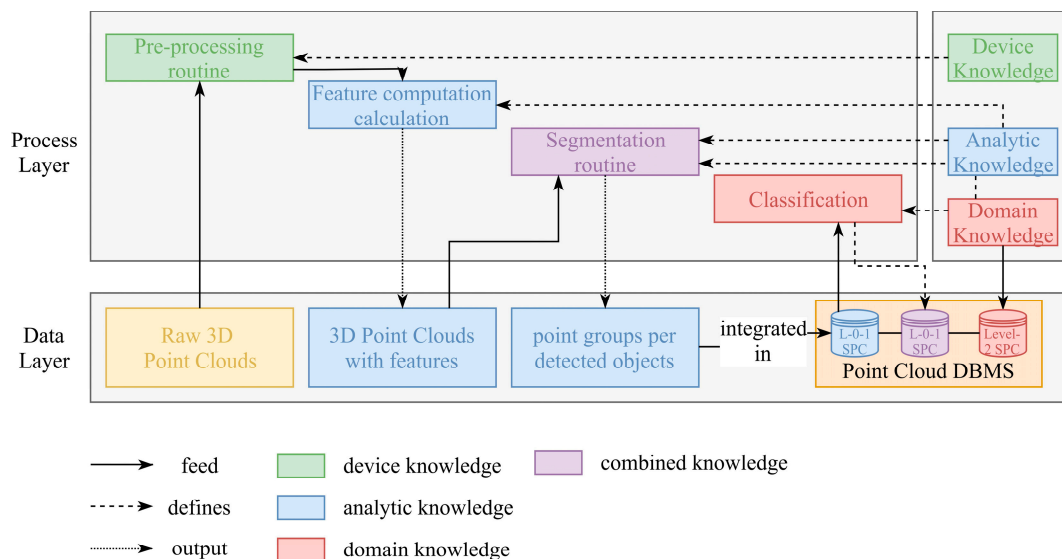 Pre-processing
routine
Device
Knowledge
Feature computation
calculation
Process
Layer
Segmentation
routine
Analytic
Knowledge
Classification
Domain
Knowledge
Data
Layer
Raw 3D
Point Clouds
3D Point Clouds
with features
point groups per
detected objects
integrated
in
L-0-1
SPC
L-0-1
SPC
Level-
2 SPC
Point Cloud DBMS
feed
device knowledge
combined knowledge
defines
analytic knowledge
output
domain knowledge